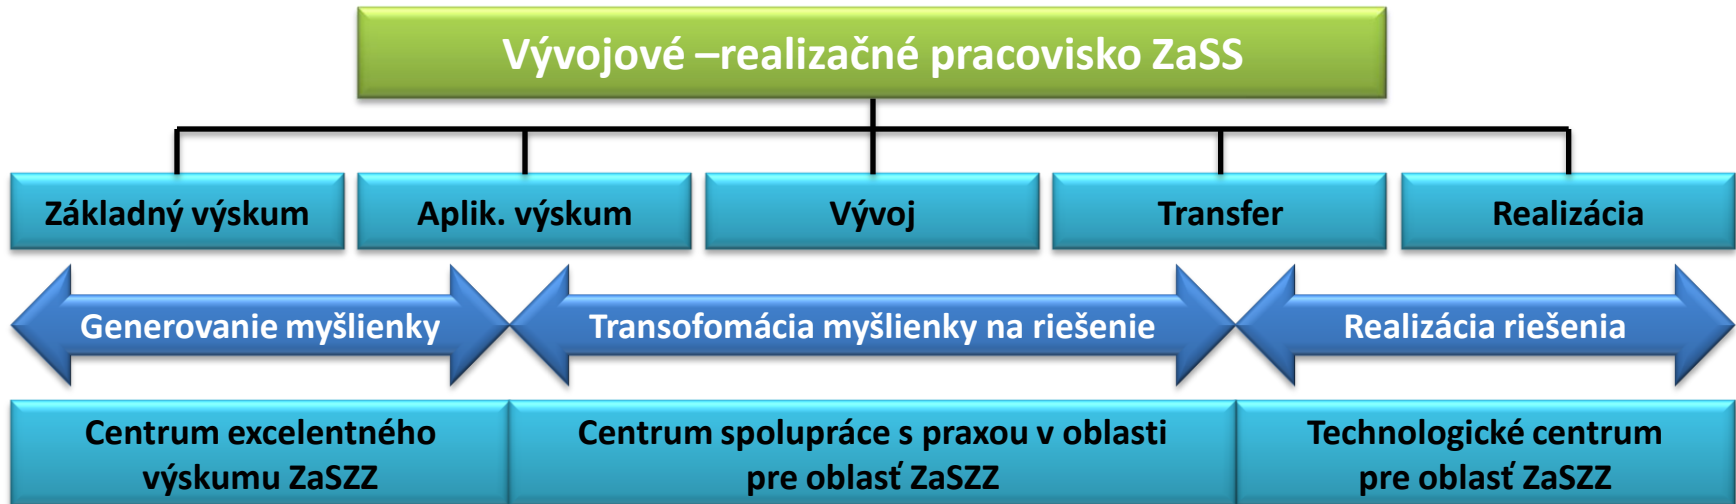 Vývojové –realizačné pracovisko ZaSS
Základný výskum
Aplik. výskum
Vývoj
Transfer
Realizácia
Generovanie myšlienky
Transofomácia myšlienky na riešenie
Realizácia riešenia
Centrum excelentného
výskumu ZaSZZ
Centrum spolupráce s praxou v oblasti
pre oblasť ZaSZZ
Technologické centrum
pre oblasť ZaSZZ